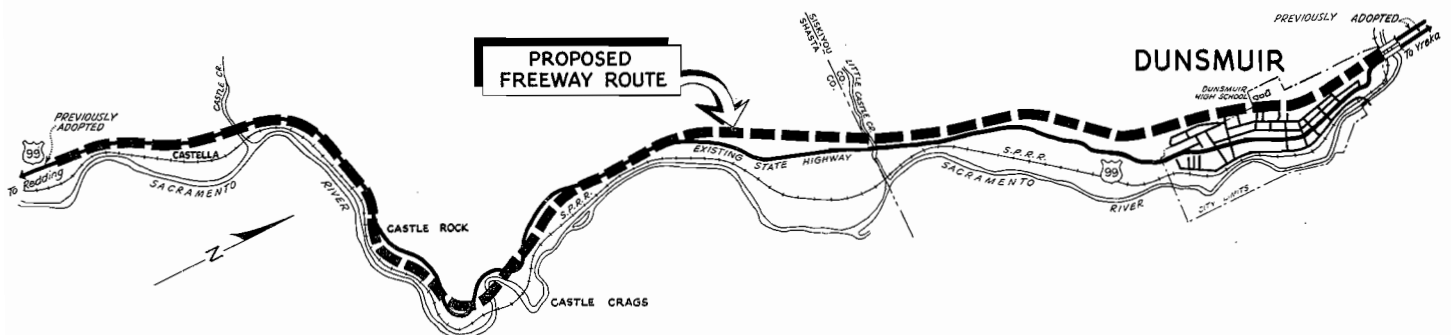 PREVIOUSLY
ADOPTED
99
To Redding
CASTELLA
SACRAMENTO
RIVER
CASTLE CR.
N
CASTLE ROCK
CASTLE CRAGS
S.P.R.R.
PROPOSED
FREEWAY ROUTE
EXISTING STATE HIGHWAY
SISKIYOU CO.
SHASTA CO.
LITTLE CASTLE CR.
S.P.R.R.
99
SACRAMENTO
RIVER
DUNSMUIR
DUNSMUIR
HIGH SCHOOL
CITY LIMITS
PREVIOUSLY ADOPTED
To Yreka